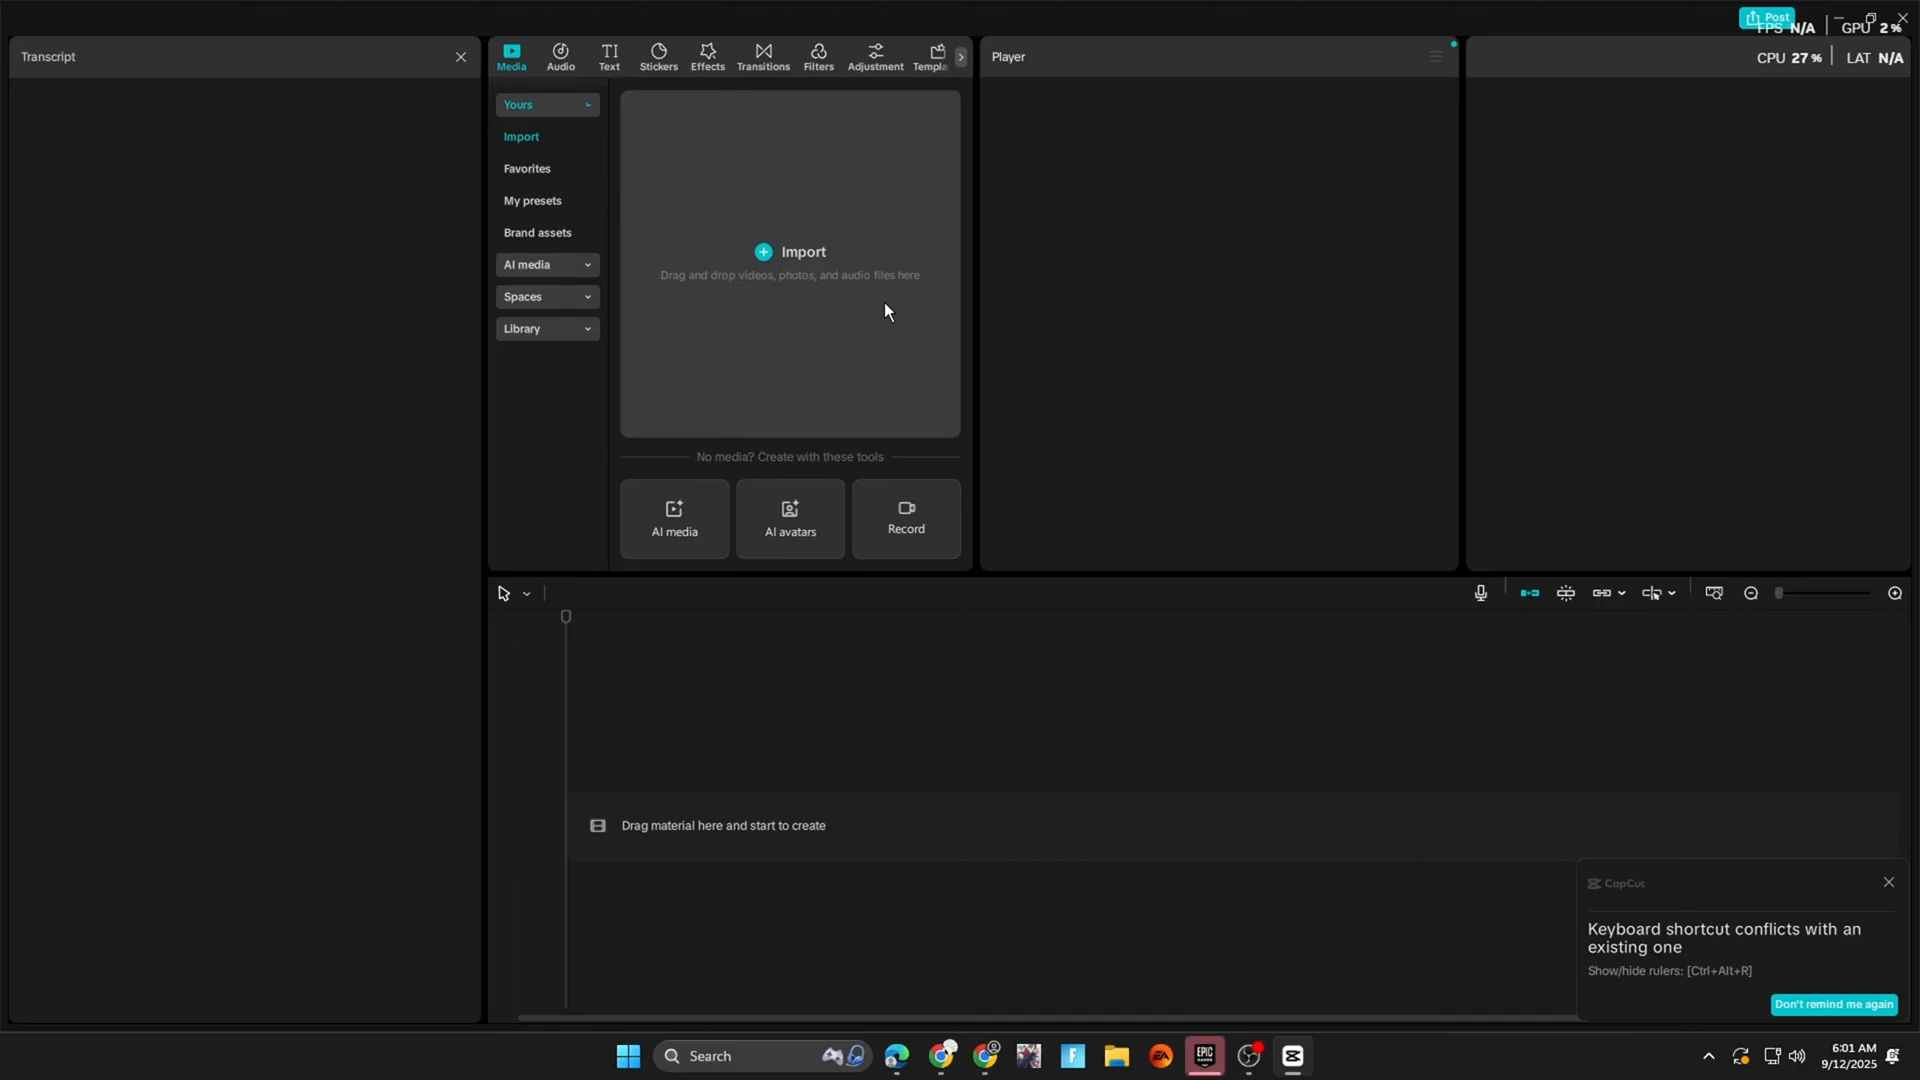 Post
FPS N/A | GPU 2 %
CPU 27 % | LAT N/A
Transcript
Media
Audio
Text
Stickers
Effects
Transitions
Filters
Adjustment
Templa
Player
Yours
Import
Favorites
My presets
Brand assets
AI media
Spaces
Library
Import
Drag and drop videos, photos, and audio files here
No media? Create with these tools
AI media
AI avatars
Record
Drag material here and start to create
CapCut
Keyboard shortcut conflicts with an
existing one
Show/hide rulers: [Ctrl+Alt+R]
Don't remind me again
Search
EPIC
GAMES
EA
6:01 AM
9/12/2025